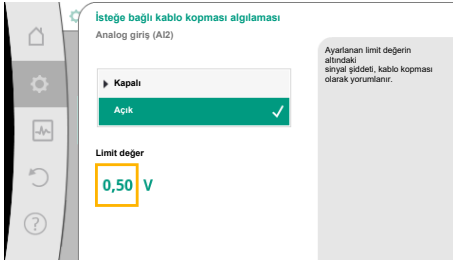 İsteğe bağlı kablo kopması algılaması
Analog giriş (AI2)
Kapalı
Açık
Limit değer
0,50 V
Ayarlanan limit değerin
altındaki
sinyal şiddeti, kablo kopması
olarak yorumlanır.